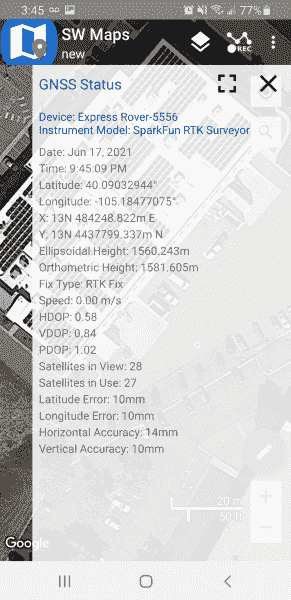 3:45
77%
SW Maps
new
REC
GNSS Status
Device: Express Rover-5556
Instrument Model: SparkFun RTK Surveyor
Date: Jun 17, 2021
Time: 9:45:09 PM
Latitude: 40.09032944°
Longitude: -105.18477075°
X: 13N 484248.822m E
Y: 13N 4437799.337m N
Ellipsoidal Height: 1560.243m
Orthometric Height: 1581.605m
Fix Type: RTK Fix
Speed: 0.00 m/s
HDOP: 0.58
VDOP: 0.84
PDOP: 1.02
Satellites in View: 28
Satellites in Use: 27
Latitude Error: 10mm
Longitude Error: 10mm
Horizontal Accuracy: 14mm
Vertical Accuracy: 10mm
20 m
50 ft
Google